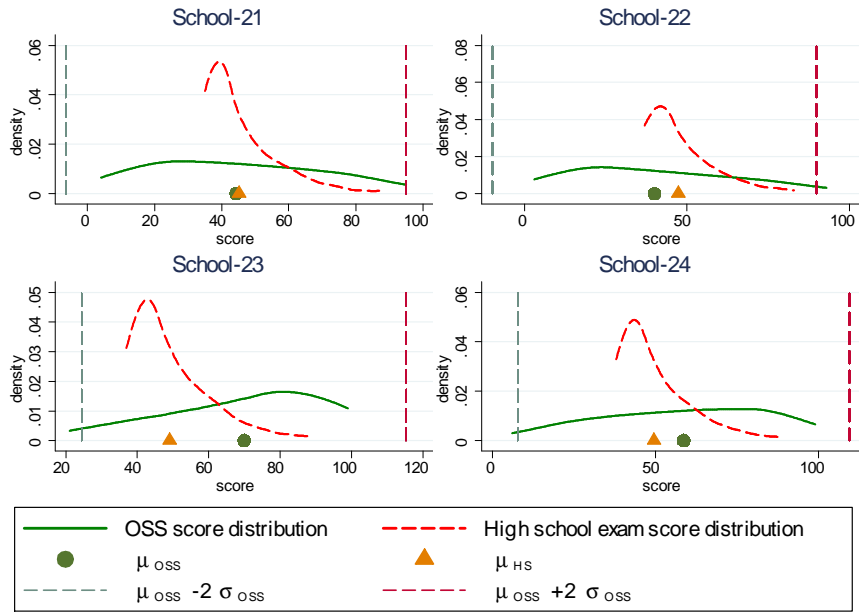 School-21
School-22
density
0
.02
.04
.06
0
20
40
60
80
100
score
density
0
.02
.04
.06
.08
0
50
100
score
School-23
School-24
density
0
.01
.02
.03
.04
.05
20
40
60
80
100
120
score
density
0
.02
.04
.06
0
50
100
score
OSS score distribution
High school exam score distribution
μ OSS
μ HS
μ OSS -2 σ OSS
μ OSS +2 σ OSS